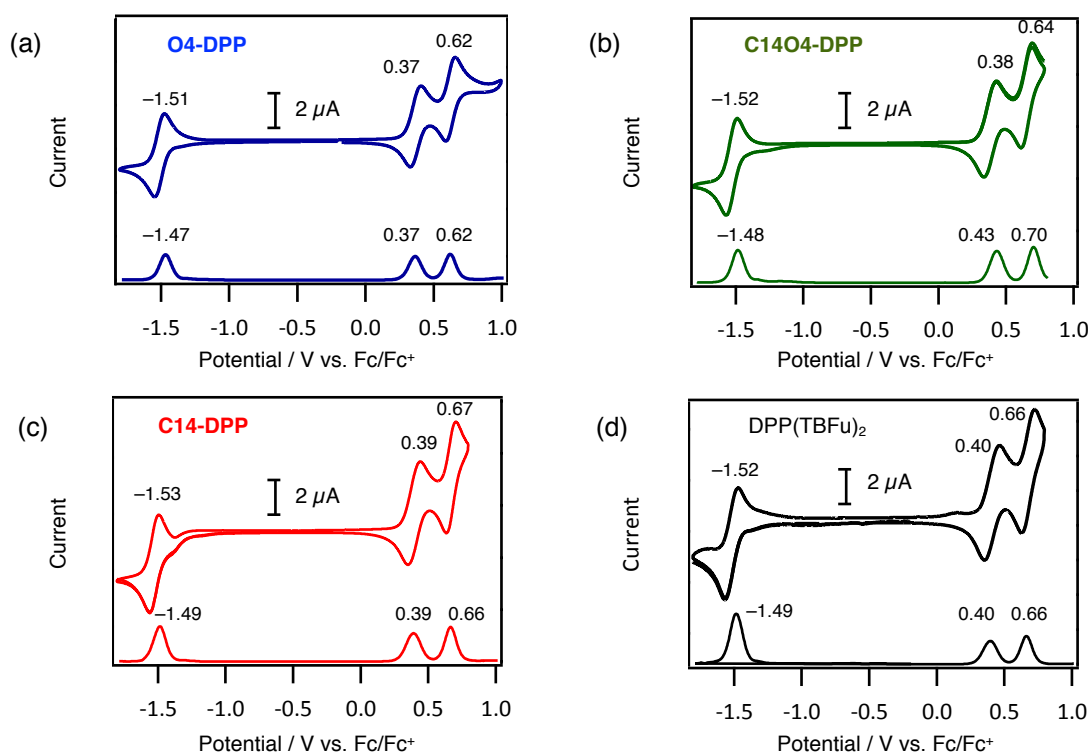 (a)
O4-DPP
0.62
0.37
−1.51
2 µA
Current
−1.47
0.37
0.62
-1.5 -1.0 -0.5 0.0 0.5 1.0
Potential / V vs. Fc/Fc⁺
(b)
C14O4-DPP
0.64
0.38
−1.52
2 µA
Current
−1.48
0.43
0.70
-1.5 -1.0 -0.5 0.0 0.5 1.0
Potential / V vs. Fc/Fc⁺
(c)
C14-DPP
0.67
0.39
−1.53
2 µA
Current
−1.49
0.39
0.66
-1.5 -1.0 -0.5 0.0 0.5 1.0
Potential / V vs. Fc/Fc⁺
(d)
DPP(TBFu)₂
0.66
0.40
−1.52
2 µA
Current
−1.49
0.40
0.66
-1.5 -1.0 -0.5 0.0 0.5 1.0
Potential / V vs. Fc/Fc⁺